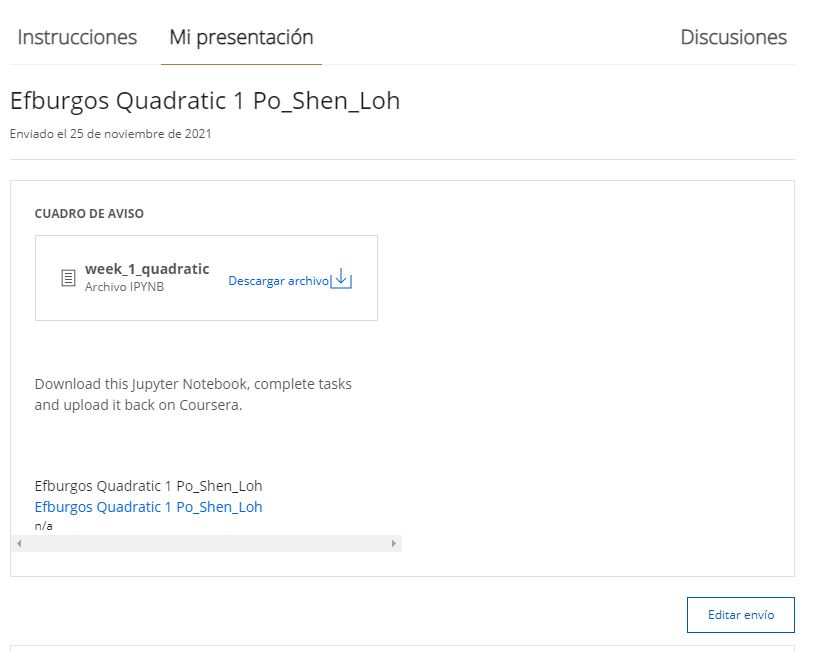 Instrucciones Mi presentación Discusiones
Efburgos Quadratic 1 Po_Shen_Loh
Enviado el 25 de noviembre de 2021
CUADRO DE AVISO
week_1_quadratic
Archivo IPYNB
Descargar archivo
Download this Jupyter Notebook, complete tasks
and upload it back on Coursera.
Efburgos Quadratic 1 Po_Shen_Loh
Efburgos Quadratic 1 Po_Shen_Loh
n/a
Editar envío